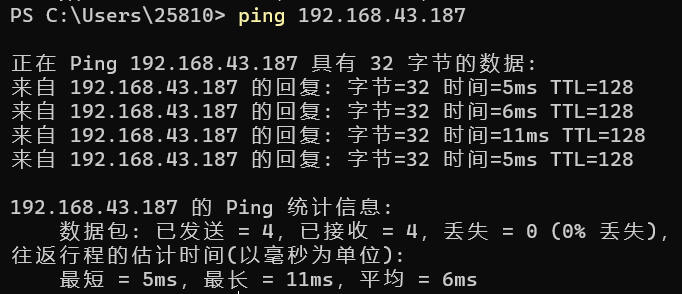 PS C:\Users\25810> ping 192.168.43.187
正在 Ping 192.168.43.187 具有 32 字节的数据:
来自 192.168.43.187 的回复: 字节=32 时间=5ms TTL=128
来自 192.168.43.187 的回复: 字节=32 时间=6ms TTL=128
来自 192.168.43.187 的回复: 字节=32 时间=11ms TTL=128
来自 192.168.43.187 的回复: 字节=32 时间=5ms TTL=128
192.168.43.187 的 Ping 统计信息:
数据包: 已发送 = 4, 已接收 = 4, 丢失 = 0 (0% 丢失),
往返行程的估计时间(以毫秒为单位):
最短 = 5ms, 最长 = 11ms, 平均 = 6ms